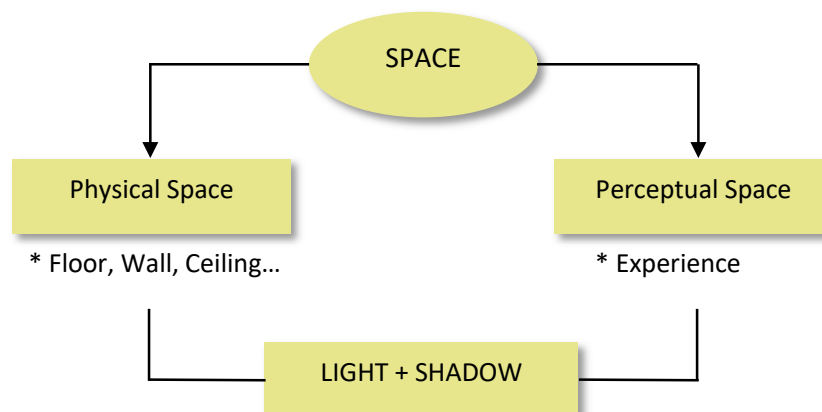 SPACE
Physical Space
Perceptual Space
* Floor, Wall, Ceiling…
* Experience
LIGHT + SHADOW